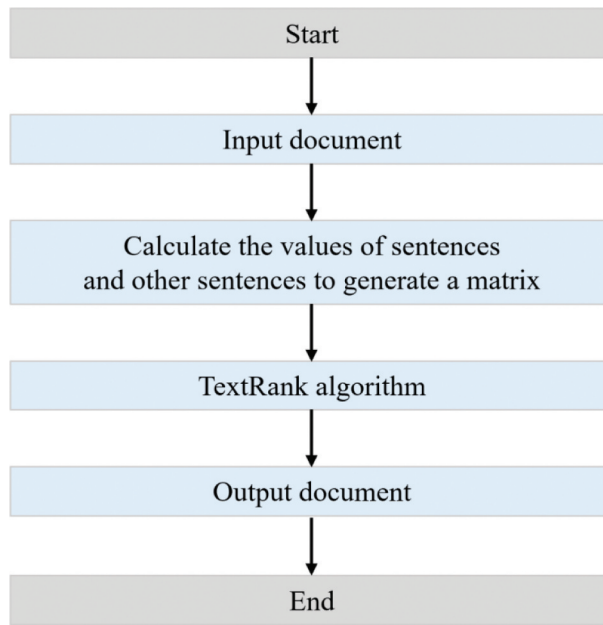 Start
Input document
Calculate the values of sentences
and other sentences to generate a matrix
TextRank algorithm
Output document
End